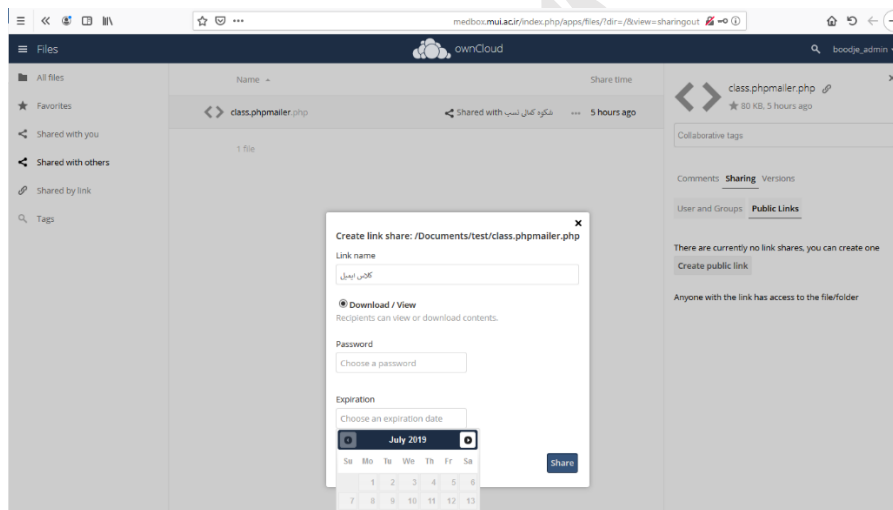 medbox.mui.ac.ir/index.php/apps/files/?dir=/&view=sharingout
Files
ownCloud
boodje_admin
All files
Favorites
Shared with you
Shared with others
Shared by link
Tags
Name
Share time
class.phpmailer.php
Shared with شکوه کمالی نسب
5 hours ago
1 file
Create link share: /Documents/test/class.phpmailer.php
Link name
کلاس ایمیل
Download / View
Recipients can view or download contents.
Password
Choose a password
Expiration
Choose an expiration date
July 2019
Su Mo Tu We Th Fr Sa
1 2 3 4 5 6
7 8 9 10 11 12 13
Share
class.phpmailer.php
80 KB, 5 hours ago
Collaborative tags
Comments Sharing Versions
User and Groups Public Links
There are currently no link shares, you can create one
Create public link
Anyone with the link has access to the file/folder